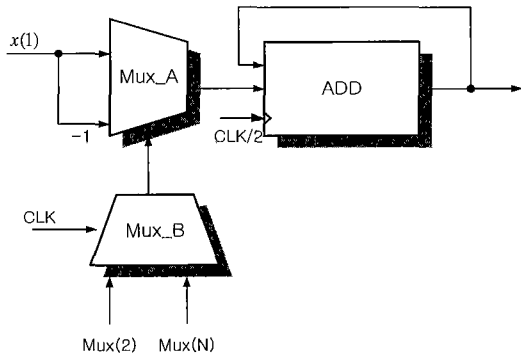 x(1)
Mux_A
ADD
-1
CLK/2
CLK
Mux_B
Mux(2)
Mux(N)